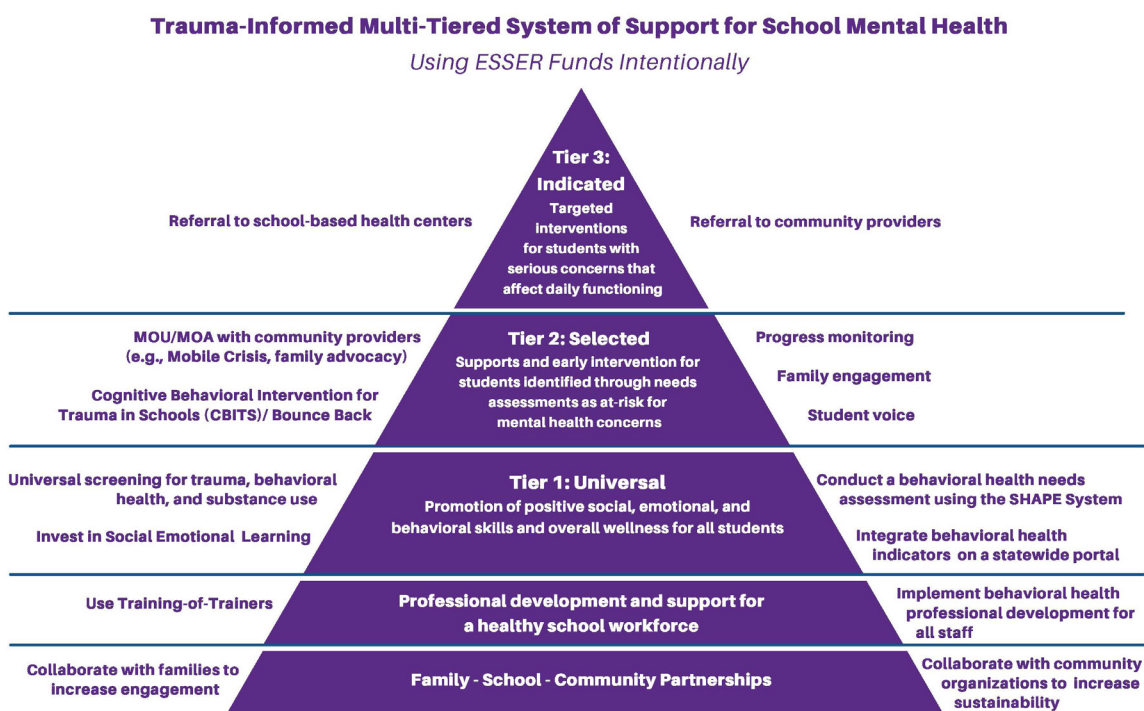 Trauma-Informed Multi-Tiered System of Support for School Mental Health
Using ESSER Funds Intentionally
Tier 3:
Indicated
Targeted
interventions
for students with
serious concerns that
affect daily functioning
Referral to school-based health centers
Referral to community providers
MOU/MOA with community providers
(e.g., Mobile Crisis, family advocacy)
Cognitive Behavioral Intervention for
Trauma in Schools (CBITS)/ Bounce Back
Tier 2: Selected
Supports and early intervention for
students identified through needs
assessments as at-risk for
mental health concerns
Progress monitoring
Family engagement
Student voice
Universal screening for trauma, behavioral
health, and substance use
Invest in Social Emotional Learning
Tier 1: Universal
Promotion of positive social, emotional, and
behavioral skills and overall wellness for all students
Conduct a behavioral health needs
assessment using the SHAPE System
Integrate behavioral health
indicators on a statewide portal
Use Training-of-Trainers
Professional development and support for
a healthy school workforce
Implement behavioral health
professional development for
all staff
Collaborate with families to
increase engagement
Family - School - Community Partnerships
Collaborate with community
organizations to increase
sustainability